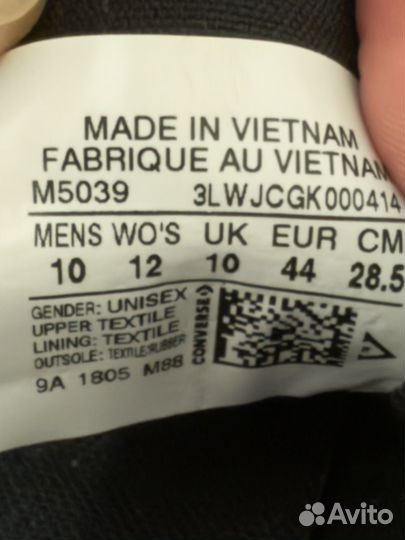 MADE IN VIETNAM
FABRIQUE AU VIETNAM
M5039 3LWJCGK000414
MENS WO'S UK EUR CM
10 12 10 44 28.5
GENDER: UNISEX
UPPER TEXTILE
LINING: TEXTILE
OUTSOLE: TEXTILE/RUBBER
9A 1805 M88
CONVERSE
Avito